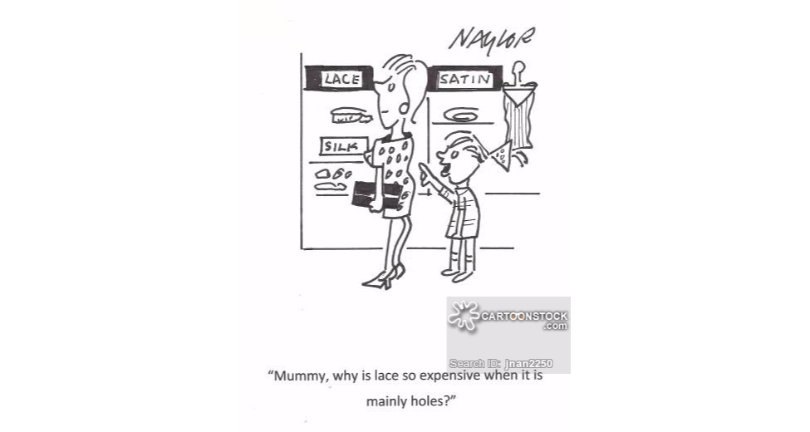 NAYLOR
LACE
SATIN
SILK
CARTOONSTOCK
.com
Search ID: jnan2250
“Mummy, why is lace so expensive when it is
mainly holes?”